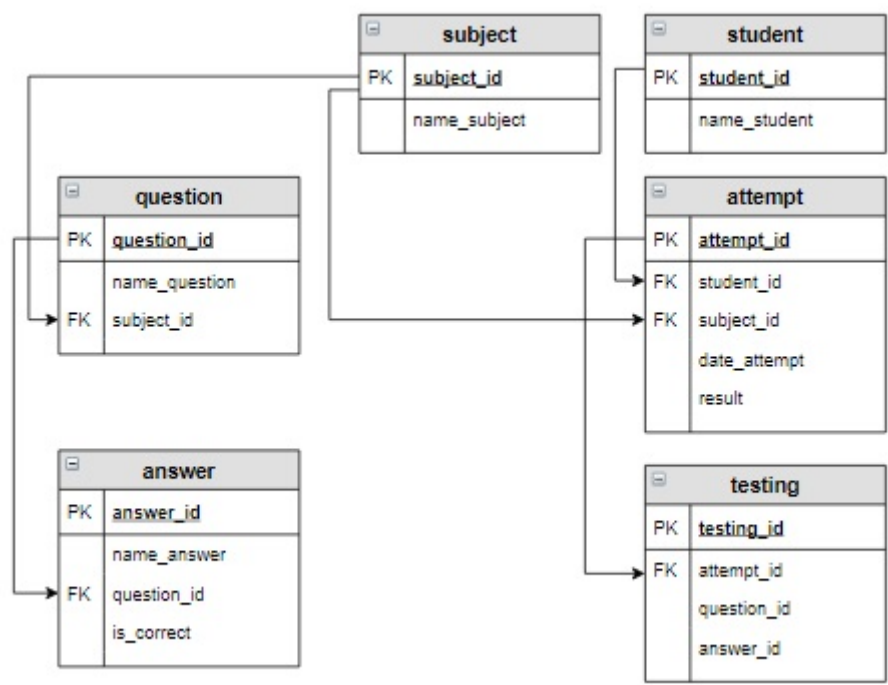 subject
PK subject_id
name_subject
student
PK student_id
name_student
question
PK question_id
name_question
FK subject_id
attempt
PK attempt_id
FK student_id
FK subject_id
date_attempt
result
answer
PK answer_id
name_answer
FK question_id
is_correct
testing
PK testing_id
FK attempt_id
question_id
answer_id